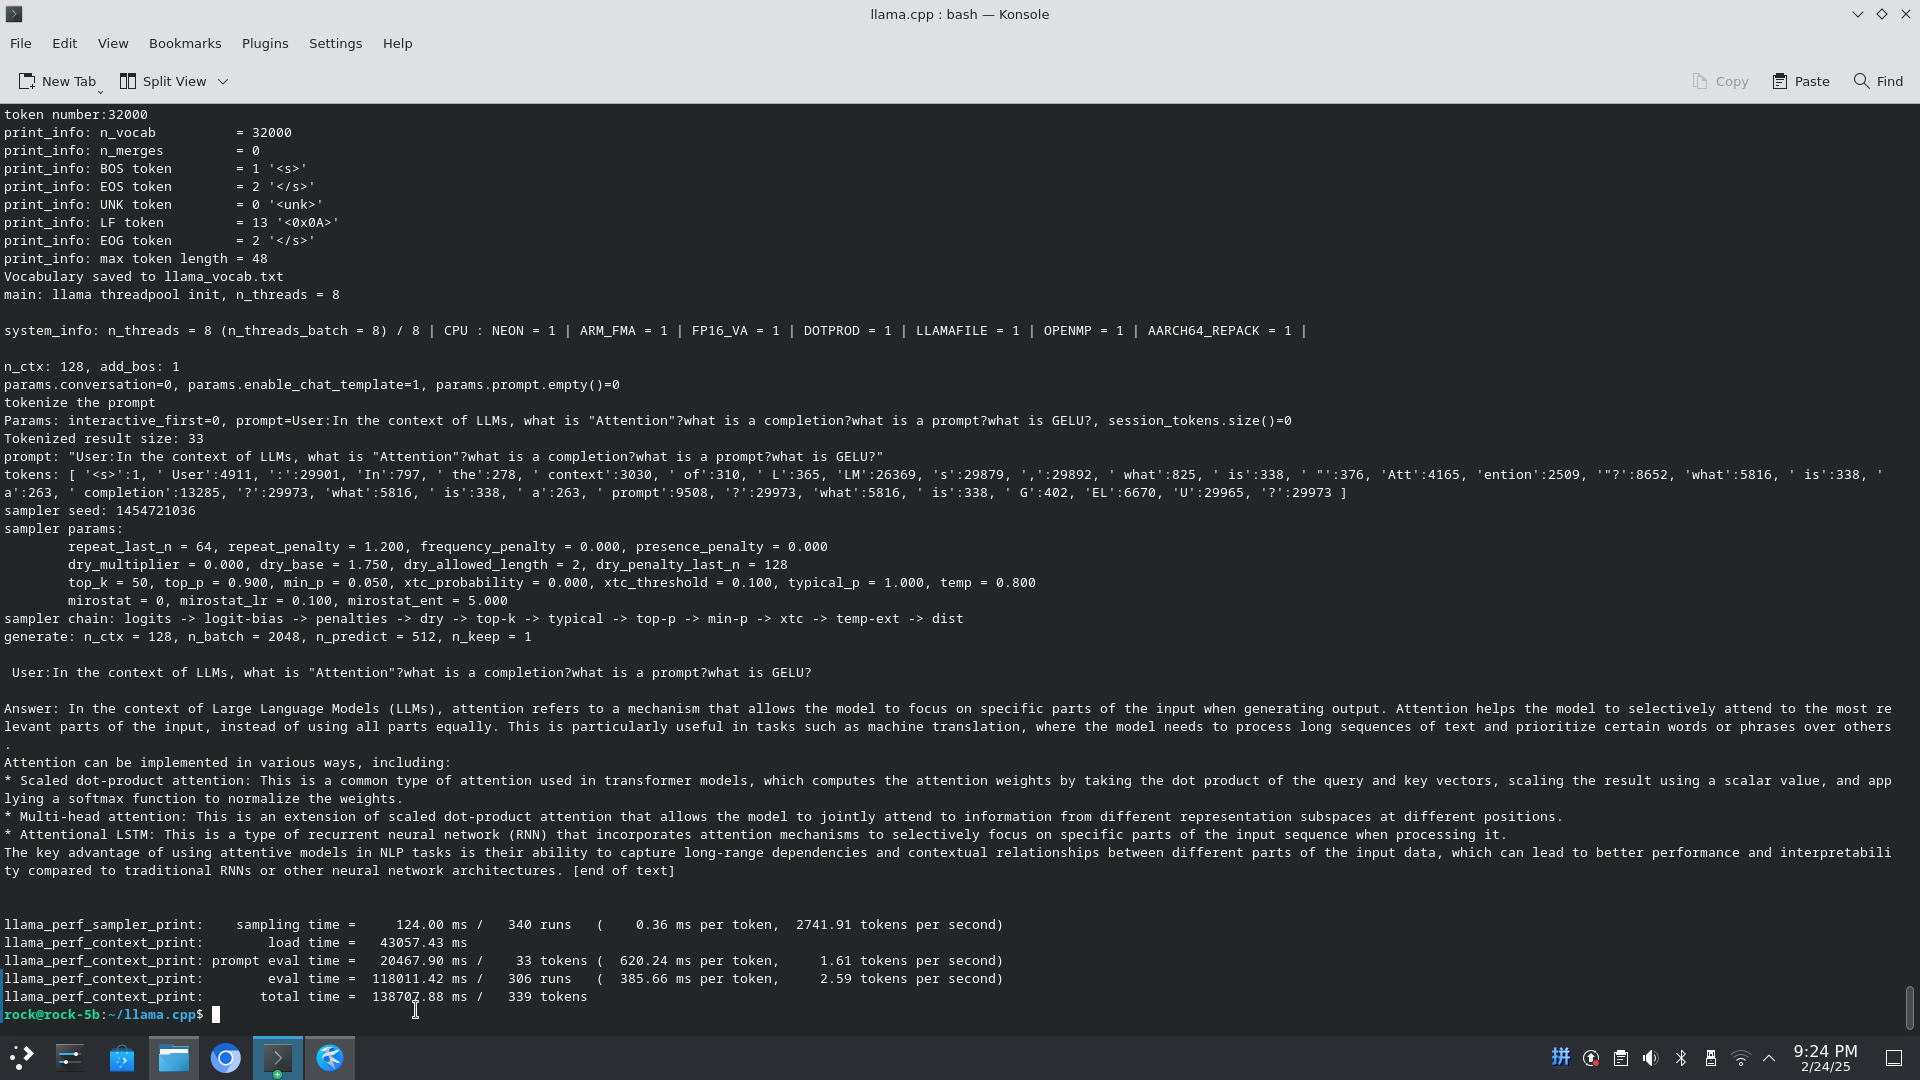 llama.cpp : bash — Konsole
File Edit View Bookmarks Plugins Settings Help
New Tab Split View Copy Paste Find
token number:32000
print_info: n_vocab          = 32000
print_info: n_merges         = 0
print_info: BOS token        = 1 '<s>'
print_info: EOS token        = 2 '</s>'
print_info: UNK token        = 0 '<unk>'
print_info: LF token         = 13 '<0x0A>'
print_info: EOG token        = 2 '</s>'
print_info: max token length = 48
Vocabulary saved to llama_vocab.txt
main: llama threadpool init, n_threads = 8
system_info: n_threads = 8 (n_threads_batch = 8) / 8 | CPU : NEON = 1 | ARM_FMA = 1 | FP16_VA = 1 | DOTPROD = 1 | LLAMAFILE = 1 | OPENMP = 1 | AARCH64_REPACK = 1 |
n_ctx: 128, add_bos: 1
params.conversation=0, params.enable_chat_template=1, params.prompt.empty()=0
tokenize the prompt
Params: interactive_first=0, prompt=User:In the context of LLMs, what is "Attention"?what is a completion?what is a prompt?what is GELU?, session_tokens.size()=0
Tokenized result size: 33
prompt: "User:In the context of LLMs, what is "Attention"?what is a completion?what is a prompt?what is GELU?"
tokens: [ '<s>':1, ' User':4911, ':':29901, 'In':797, ' the':278, ' context':3030, ' of':310, ' L':365, 'LM':26369, 's':29879, ',':29892, ' what':825, ' is':338, ' "':376, 'Att':4165, 'ention':2509, '"?':8652, 'what':5816, ' is':338, '
a':263, ' completion':13285, '?':29973, 'what':5816, ' is':338, ' a':263, ' prompt':9508, '?':29973, 'what':5816, ' is':338, ' G':402, 'EL':6670, 'U':29965, '?':29973 ]
sampler seed: 1454721036
sampler params:
        repeat_last_n = 64, repeat_penalty = 1.200, frequency_penalty = 0.000, presence_penalty = 0.000
        dry_multiplier = 0.000, dry_base = 1.750, dry_allowed_length = 2, dry_penalty_last_n = 128
        top_k = 50, top_p = 0.900, min_p = 0.050, xtc_probability = 0.000, xtc_threshold = 0.100, typical_p = 1.000, temp = 0.800
        mirostat = 0, mirostat_lr = 0.100, mirostat_ent = 5.000
sampler chain: logits -> logit-bias -> penalties -> dry -> top-k -> typical -> top-p -> min-p -> xtc -> temp-ext -> dist
generate: n_ctx = 128, n_batch = 2048, n_predict = 512, n_keep = 1
 User:In the context of LLMs, what is "Attention"?what is a completion?what is a prompt?what is GELU?
Answer: In the context of Large Language Models (LLMs), attention refers to a mechanism that allows the model to focus on specific parts of the input when generating output. Attention helps the model to selectively attend to the most re
levant parts of the input, instead of using all parts equally. This is particularly useful in tasks such as machine translation, where the model needs to process long sequences of text and prioritize certain words or phrases over others
.
Attention can be implemented in various ways, including:
* Scaled dot-product attention: This is a common type of attention used in transformer models, which computes the attention weights by taking the dot product of the query and key vectors, scaling the result using a scalar value, and app
lying a softmax function to normalize the weights.
* Multi-head attention: This is an extension of scaled dot-product attention that allows the model to jointly attend to information from different representation subspaces at different positions.
* Attentional LSTM: This is a type of recurrent neural network (RNN) that incorporates attention mechanisms to selectively focus on specific parts of the input sequence when processing it.
The key advantage of using attentive models in NLP tasks is their ability to capture long-range dependencies and contextual relationships between different parts of the input data, which can lead to better performance and interpretabili
ty compared to traditional RNNs or other neural network architectures. [end of text]
llama_perf_sampler_print:    sampling time =     124.00 ms /   340 runs   (    0.36 ms per token,  2741.91 tokens per second)
llama_perf_context_print:        load time =   43057.43 ms
llama_perf_context_print: prompt eval time =   20467.90 ms /    33 tokens (  620.24 ms per token,     1.61 tokens per second)
llama_perf_context_print:        eval time =  118011.42 ms /   306 runs   (  385.66 ms per token,     2.59 tokens per second)
llama_perf_context_print:       total time =  138707.88 ms /   339 tokens
rock@rock-5b:~/llama.cpp$
拼
9:24 PM
2/24/25